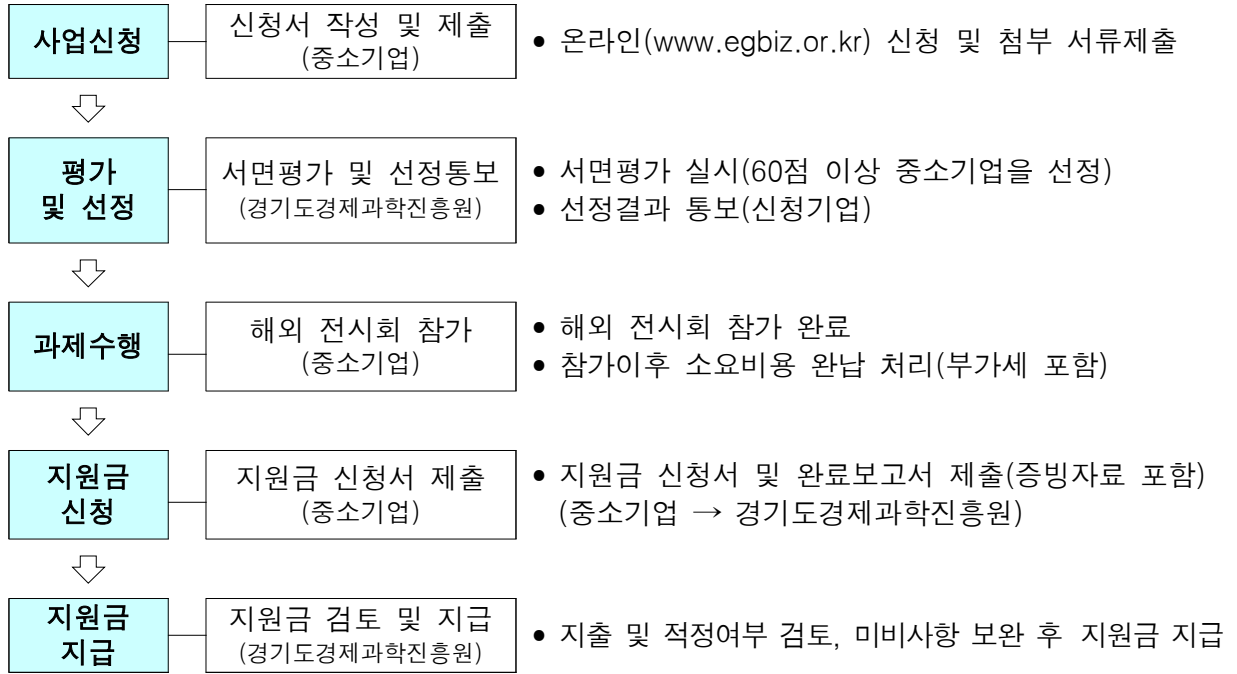 사업신청
신청서 작성 및 제출
(중소기업)
• 온라인(www.egbiz.or.kr) 신청 및 첨부 서류제출
평가
및 선정
서면평가 및 선정통보
(경기도경제과학진흥원)
• 서면평가 실시(60점 이상 중소기업을 선정)
• 선정결과 통보(신청기업)
과제수행
해외 전시회 참가
(중소기업)
• 해외 전시회 참가 완료
• 참가이후 소요비용 완납 처리(부가세 포함)
지원금
신청
지원금 신청서 제출
(중소기업)
• 지원금 신청서 및 완료보고서 제출(증빙자료 포함)
(중소기업 → 경기도경제과학진흥원)
지원금
지급
지원금 검토 및 지급
(경기도경제과학진흥원)
• 지출 및 적정여부 검토, 미비사항 보완 후 지원금 지급